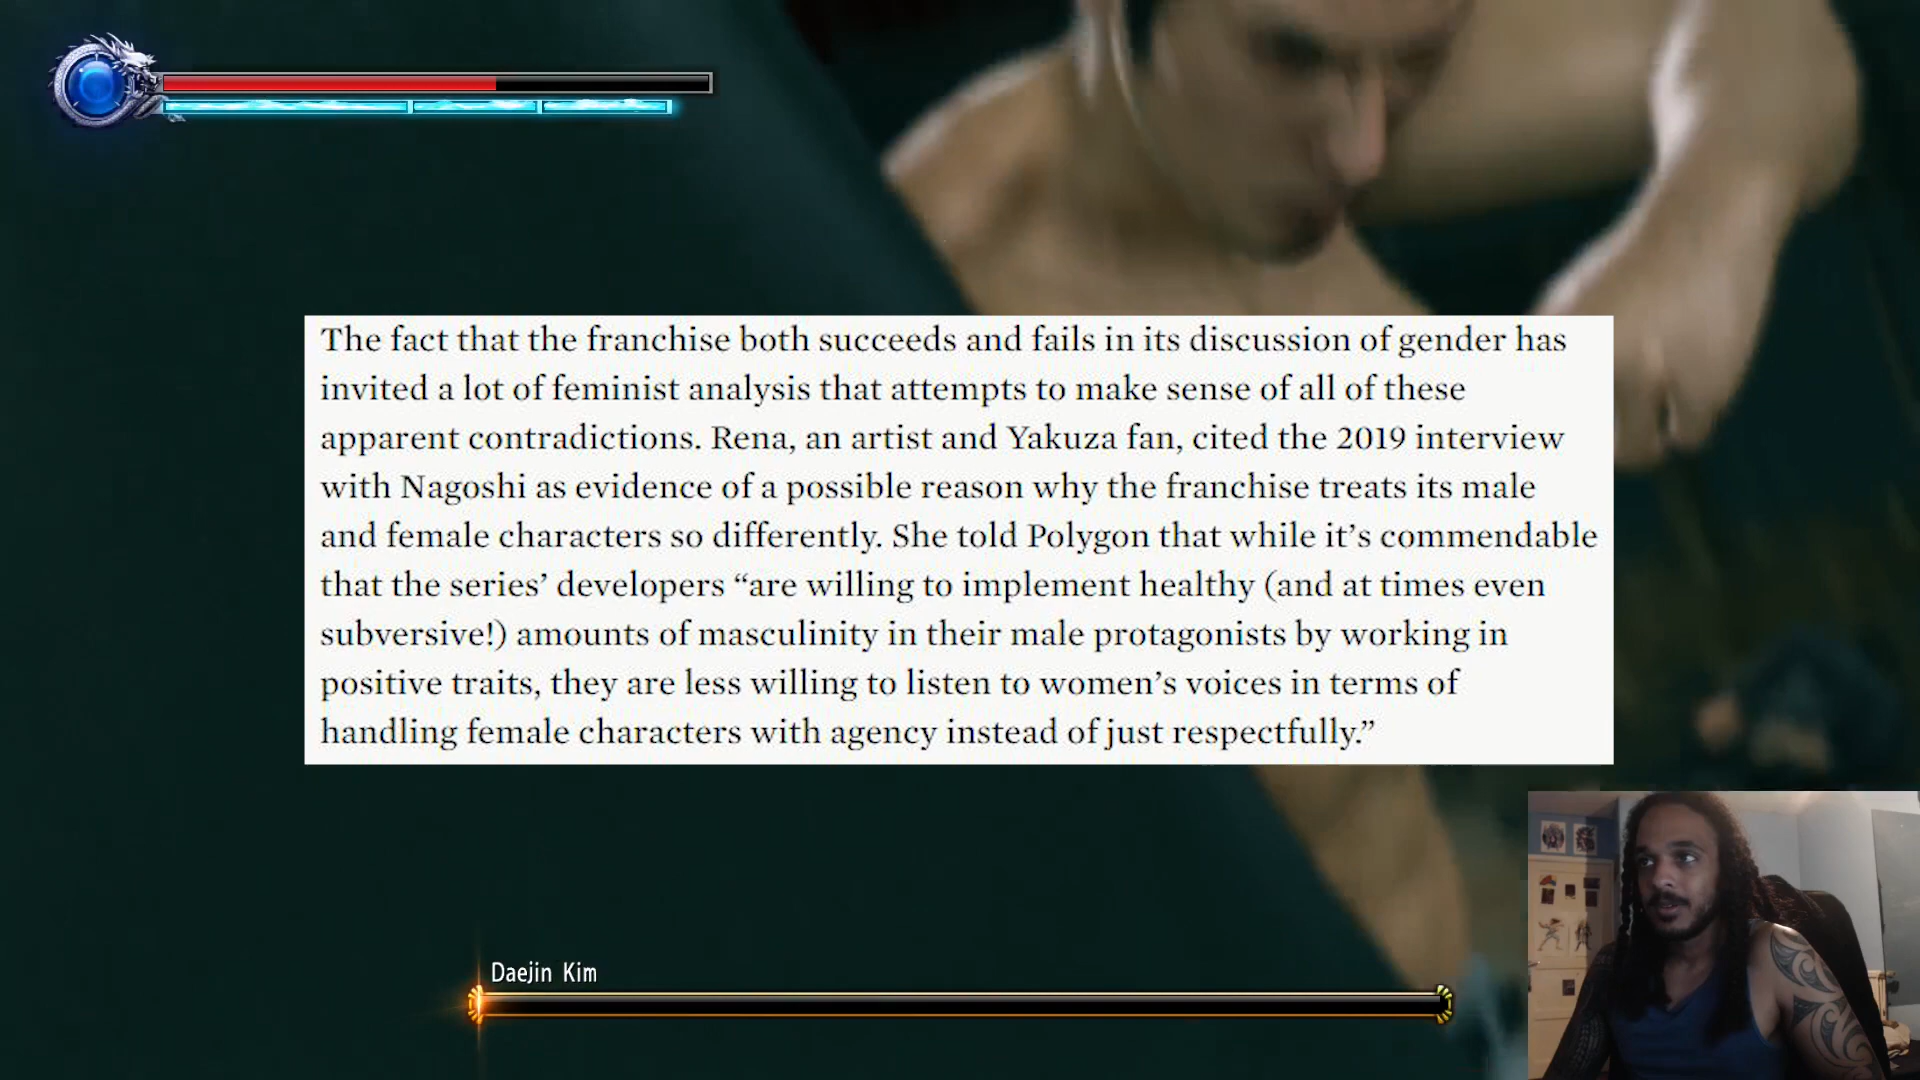 The fact that the franchise both succeeds and fails in its discussion of gender has
invited a lot of feminist analysis that attempts to make sense of all of these
apparent contradictions. Rena, an artist and Yakuza fan, cited the 2019 interview
with Nagoshi as evidence of a possible reason why the franchise treats its male
and female characters so differently. She told Polygon that while it’s commendable
that the series’ developers “are willing to implement healthy (and at times even
subversive!) amounts of masculinity in their male protagonists by working in
positive traits, they are less willing to listen to women’s voices in terms of
handling female characters with agency instead of just respectfully.”
Daejin Kim